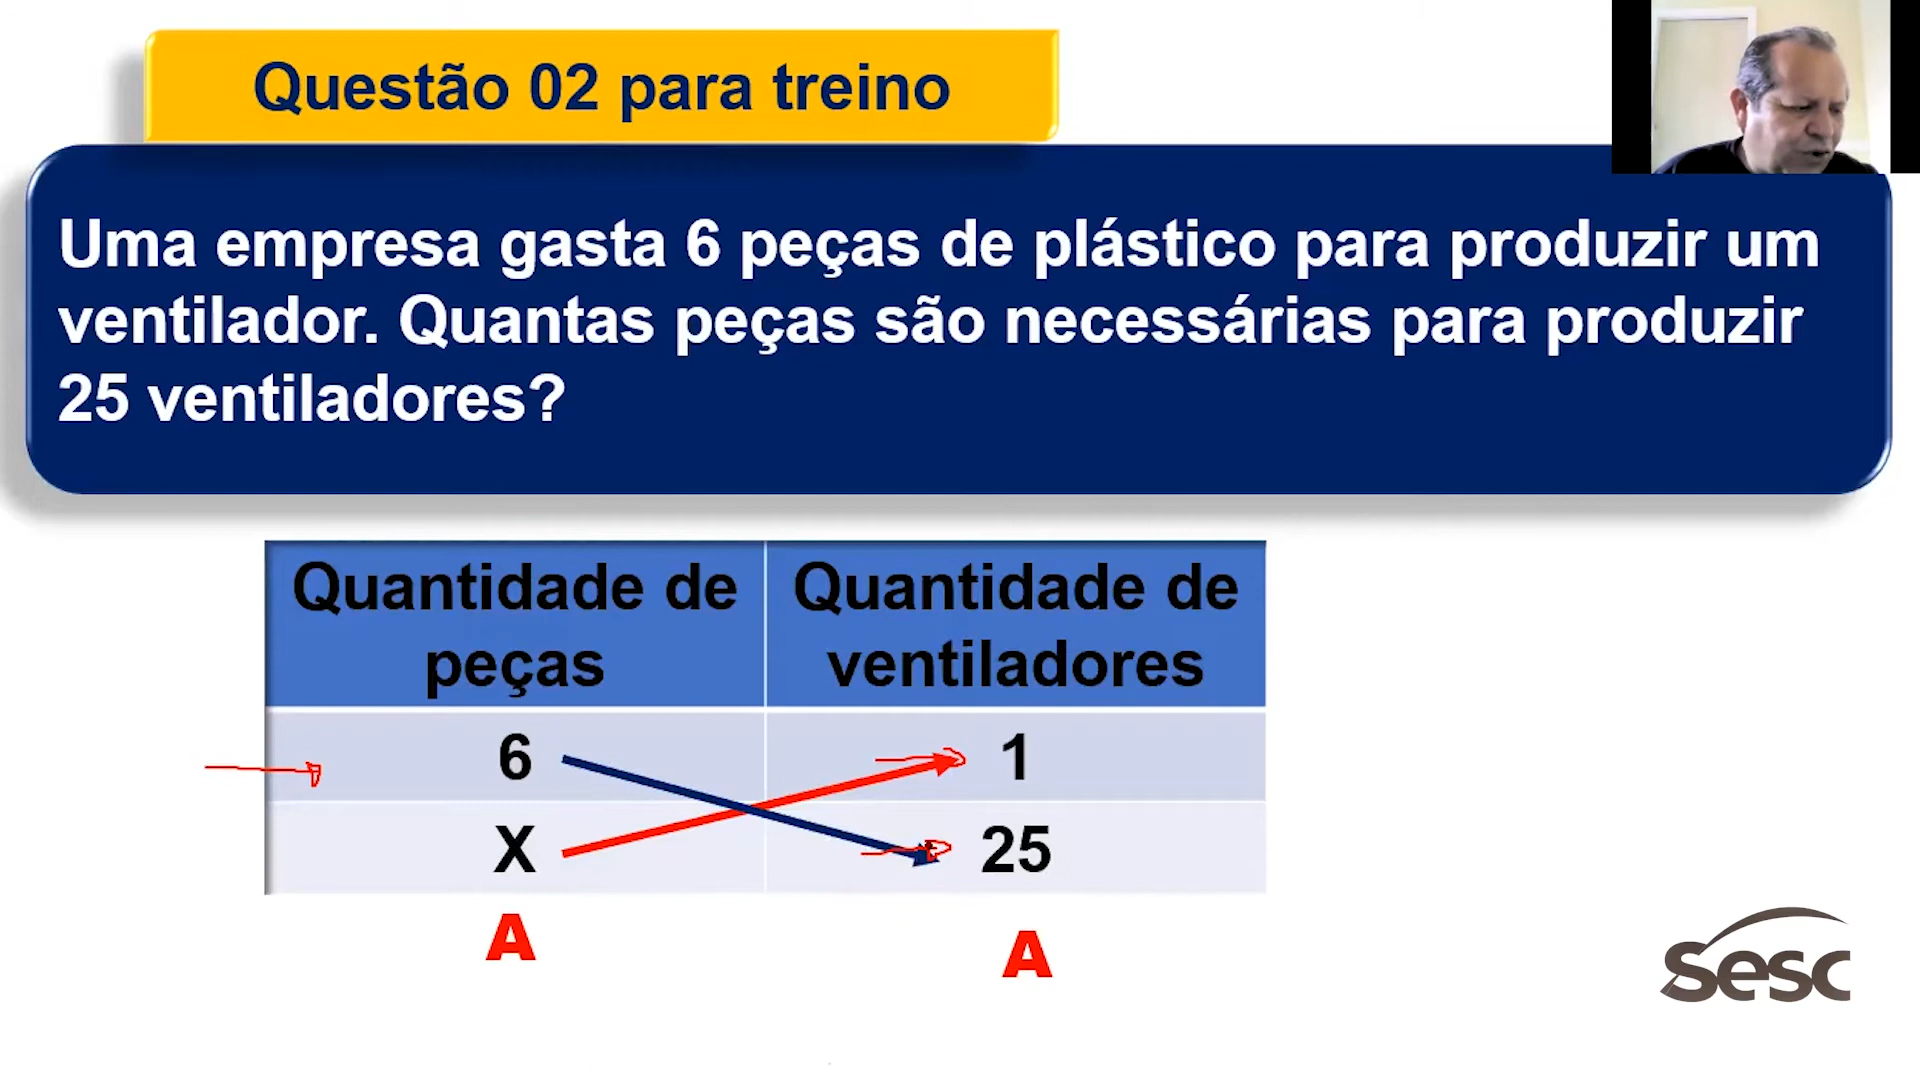 Questão 02 para treino
Uma empresa gasta 6 peças de plástico para produzir um
ventilador. Quantas peças são necessárias para produzir
25 ventiladores?
Quantidade de
peças
Quantidade de
ventiladores
6
1
X
25
A
A
Sesc